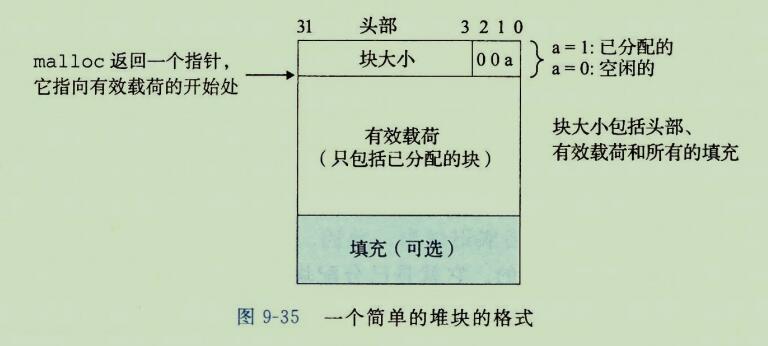 31 头部 3 2 1 0
块大小
0 0 a
a = 1: 已分配的
a = 0: 空闲的
malloc 返回一个指针，
它指向有效载荷的开始处
有效载荷
（只包括已分配的块）
块大小包括头部、
有效载荷和所有的填充
填充（可选）
图 9-35 一个简单的堆块的格式